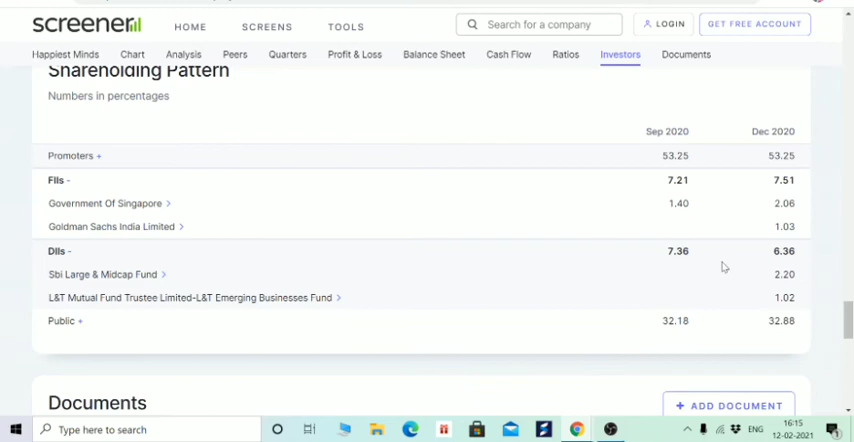 screener
HOME SCREENS TOOLS
Search for a company
LOGIN
GET FREE ACCOUNT
Happiest Minds Chart Analysis Peers Quarters Profit & Loss Balance Sheet Cash Flow Ratios Investors Documents
Shareholding Pattern
Numbers in percentages
Sep 2020 Dec 2020
Promoters + 53.25 53.25
FIIs - 7.21 7.51
Government Of Singapore > 1.40 2.06
Goldman Sachs India Limited > 1.03
DIIs - 7.36 6.36
Sbi Large & Midcap Fund > 2.20
L&T Mutual Fund Trustee Limited-L&T Emerging Businesses Fund > 1.02
Public + 32.18 32.88
Documents
+ ADD DOCUMENT
Type here to search
ENG
16:15
12-02-2021